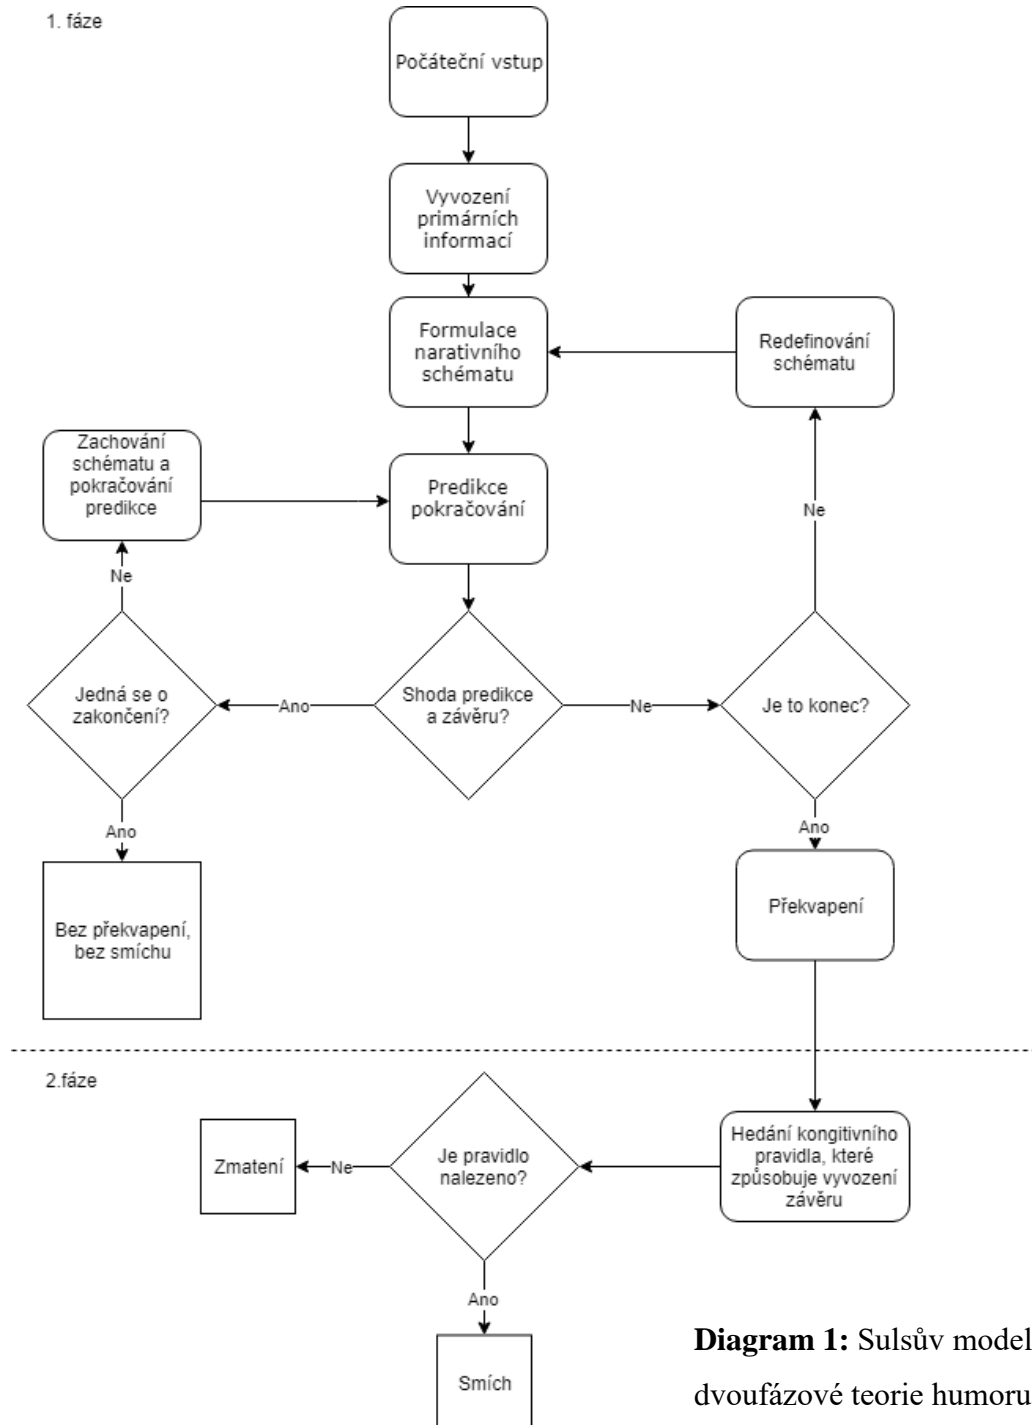 1. fáze
Počáteční vstup
Vyvození
primárních
informací
Formulace
narativního
schématu
Redefinování
schématu
Zachování
schématu a
pokračování
predikce
Predikce
pokračování
Ne
Ne
Jedná se o
zakončení?
Ano
Shoda predikce
a závěru?
Ne
Je to konec?
Ano
Ano
Bez překvapení,
bez smíchu
Překvapení
2.fáze
Zmatení
Ne
Je pravidlo
nalezeno?
Hedání kongitivního
pravidla, které
způsobuje vyvození
závěru
Ano
Smích
Diagram 1: Sulsův model
dvoufázové teorie humoru